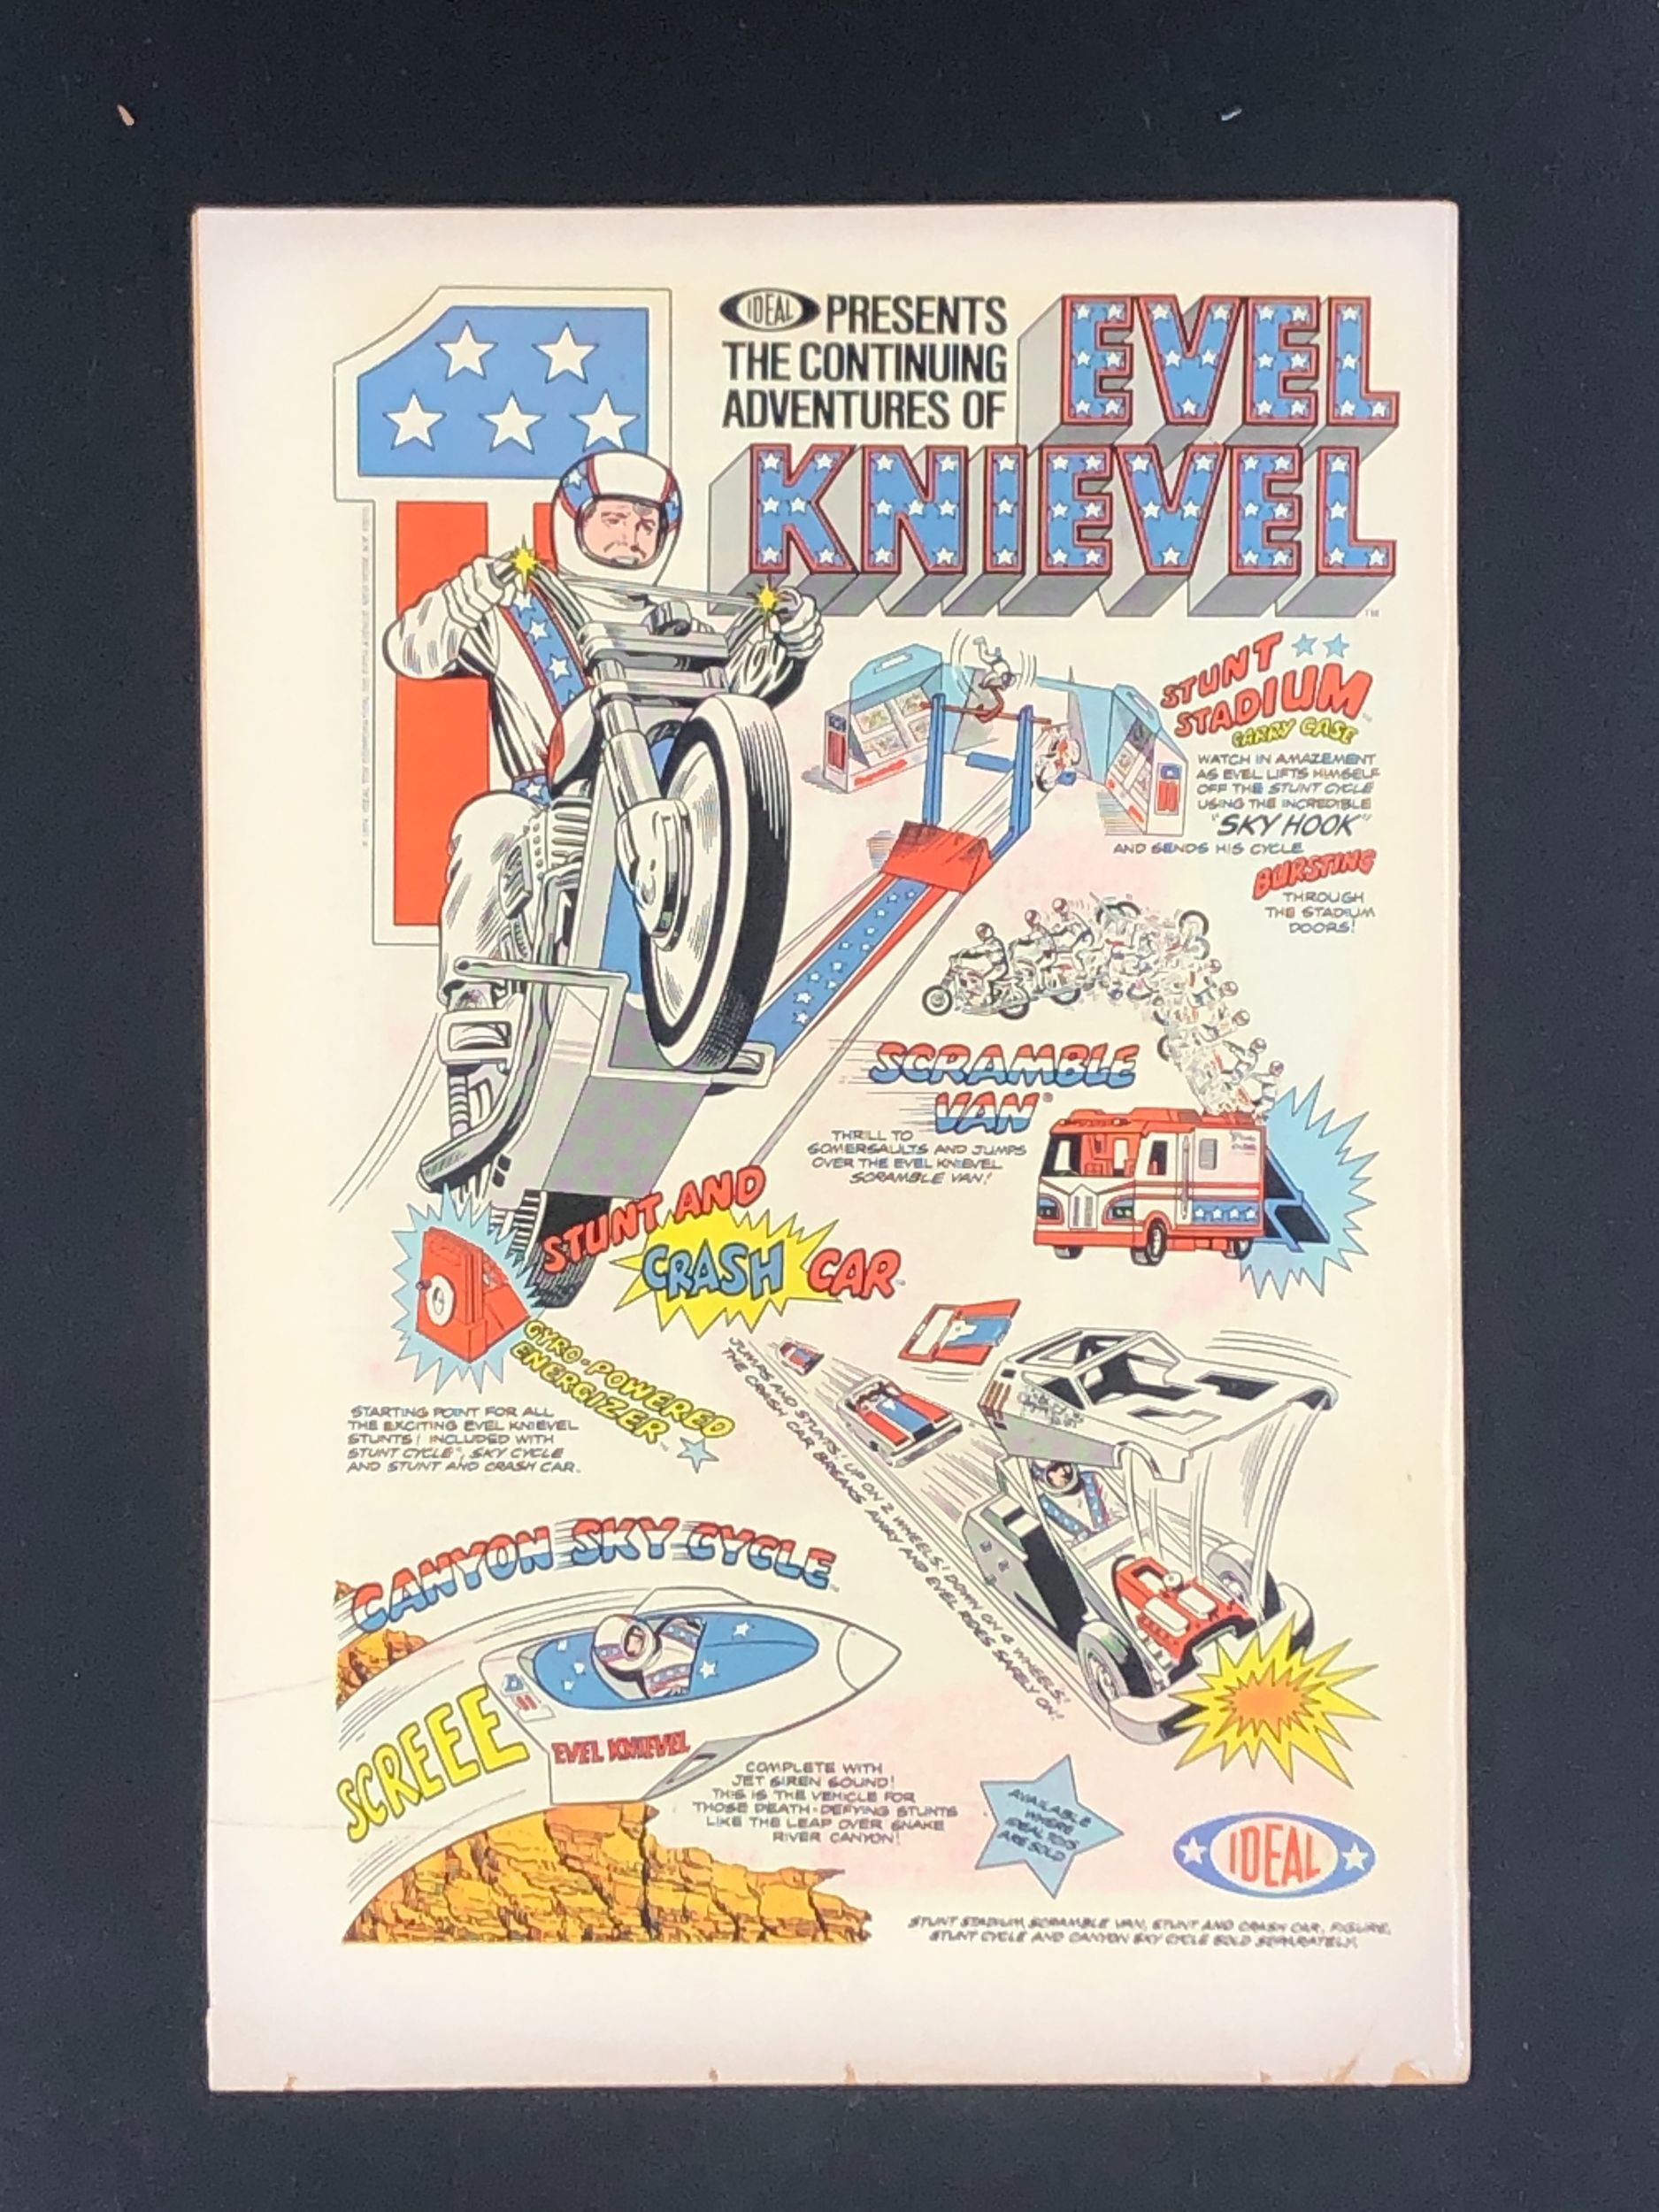 IDEAL PRESENTS
THE CONTINUING
ADVENTURES OF
EVEL
KNIEVEL
TM
STUNT
STADIUM
CARRY CASE
WATCH IN AMAZEMENT
AS EVEL LIFTS HIMSELF
OFF THE STUNT CYCLE
USING THE INCREDIBLE
"SKY HOOK"
AND SENDS HIS CYCLE
BURSTING
THROUGH
THE STADIUM
DOORS!
SCRAMBLE
VAN®
THRILL TO
SOMERSAULTS AND JUMPS
OVER THE EVEL KNIEVEL
SCRAMBLE VAN!
STUNT AND
CRASH CAR
GYRO-POWERED
ENERGIZER
STARTING POINT FOR ALL
THE EXCITING EVEL KNIEVEL
STUNTS! INCLUDED WITH
STUNT CYCLE®, SKY CYCLE
AND STUNT AND CRASH CAR.
JUMPS AND STUNTS! UP ON 2 WHEELS! DOWN ON 4 WHEELS!
THE CRASH CAR BREAKS AWAY AND EVEL RIDES SAFELY ON!
CANYON SKY CYCLE
SCREEE
EVEL KNIEVEL
COMPLETE WITH
JET SIREN SOUND!
THIS IS THE VEHICLE FOR
THOSE DEATH-DEFYING STUNTS
LIKE THE LEAP OVER SNAKE
RIVER CANYON!
AVAILABLE
WHERE
IDEAL TOYS
ARE SOLD
IDEAL
STUNT STADIUM, SCRAMBLE VAN, STUNT AND CRASH CAR, FIGURE,
STUNT CYCLE AND CANYON SKY CYCLE SOLD SEPARATELY.